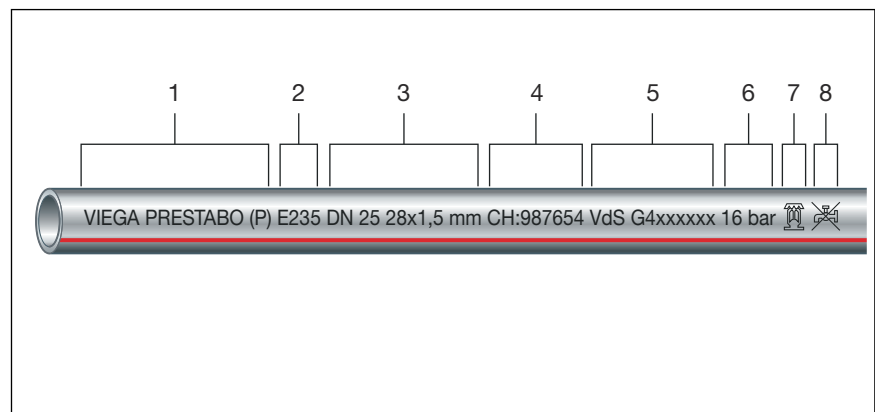 1 2 3 4 5 6 7 8
VIEGA PRESTABO (P) E235 DN 25 28x1,5 mm CH:987654 VdS G4xxxxxx 16 bar